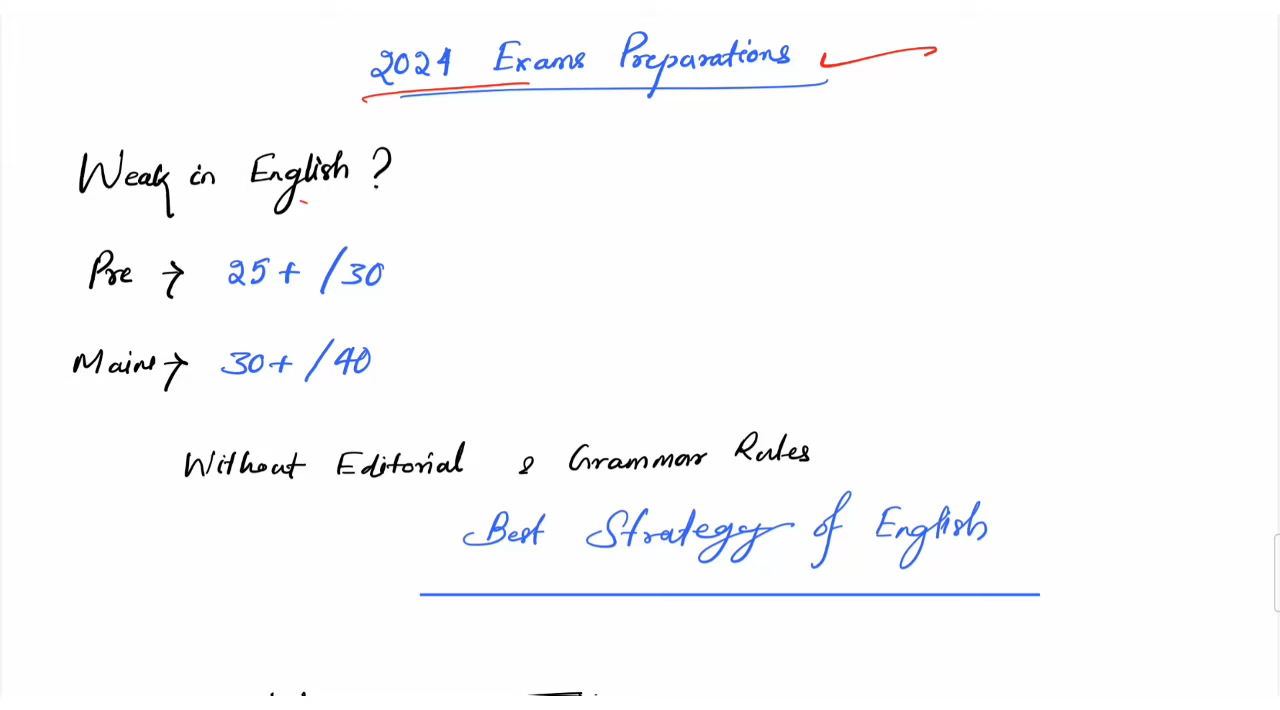 2024 Exams Preparations
Weak in English ?
Pre → 25+ /30
Mains → 30+ /40
Without Editorial & Grammar Rules
Best Strategy of English